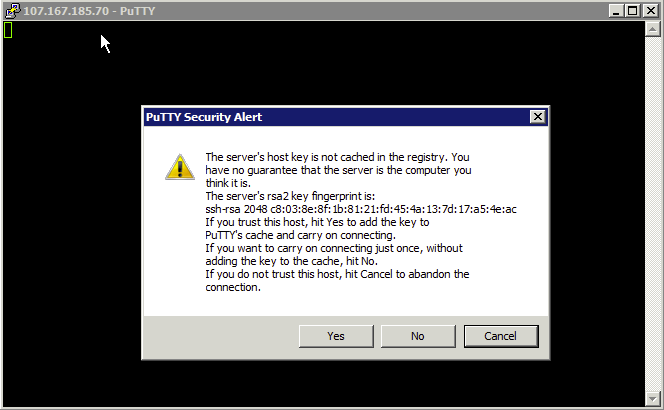 107.167.185.70 - PuTTY
PuTTY Security Alert
The server's host key is not cached in the registry. You
have no guarantee that the server is the computer you
think it is.
The server's rsa2 key fingerprint is:
ssh-rsa 2048 c8:03:8e:8f:1b:81:21:fd:45:4a:13:7d:17:a5:4e:ac
If you trust this host, hit Yes to add the key to
PuTTY's cache and carry on connecting.
If you want to carry on connecting just once, without
adding the key to the cache, hit No.
If you do not trust this host, hit Cancel to abandon the
connection.
Yes No Cancel